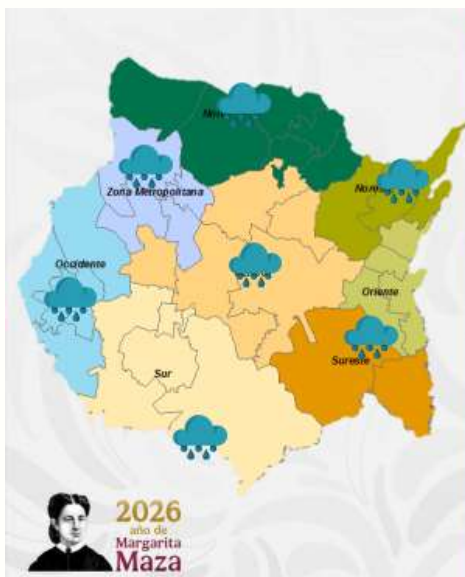 Zona Metropolitana
Occidente
Oriente
Sureste
Sur
2026
año de
Margarita
Maza